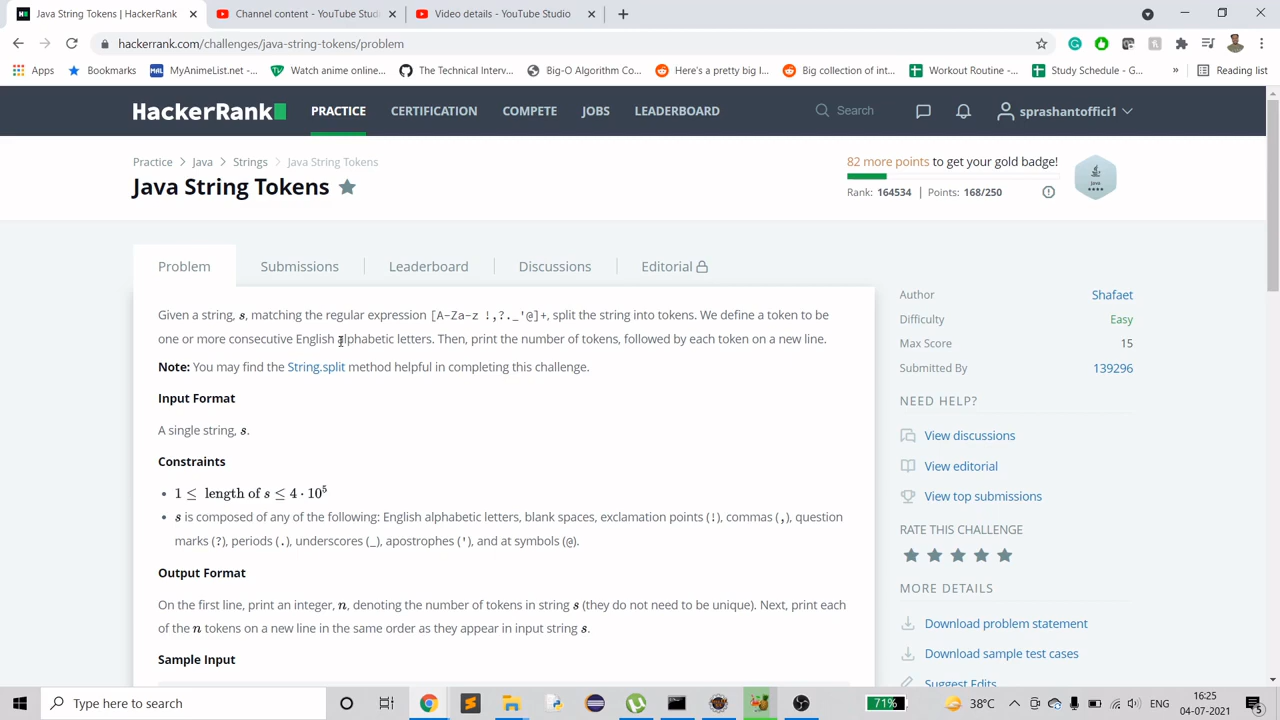 Java String Tokens | HackerRank
Channel content - YouTube Studi
Video details - YouTube Studio
hackerrank.com/challenges/java-string-tokens/problem
Apps
Bookmarks
MyAnimeList.net -...
Watch anime online...
The Technical Interv...
Big-O Algorithm Co...
Here's a pretty big l...
Big collection of int...
Workout Routine -...
Study Schedule - G...
»
Reading list
HackerRank
PRACTICE
CERTIFICATION
COMPETE
JOBS
LEADERBOARD
Search
sprashantoffici1
Practice > Java > Strings > Java String Tokens
Java String Tokens
82 more points to get your gold badge!
Rank: 164534 | Points: 168/250
Java
Problem
Submissions
Leaderboard
Discussions
Editorial
Given a string, s, matching the regular expression [A-Za-z !,?._'@]+, split the string into tokens. We define a token to be
one or more consecutive English alphabetic letters. Then, print the number of tokens, followed by each token on a new line.
Note: You may find the String.split method helpful in completing this challenge.
Input Format
A single string, s.
Constraints
• 1 ≤ length of s ≤ 4 · 10⁵
• s is composed of any of the following: English alphabetic letters, blank spaces, exclamation points (!), commas (,), question
marks (?), periods (.), underscores (_), apostrophes ('), and at symbols (@).
Output Format
On the first line, print an integer, n, denoting the number of tokens in string s (they do not need to be unique). Next, print each
of the n tokens on a new line in the same order as they appear in input string s.
Sample Input
Author Shafaet
Difficulty Easy
Max Score 15
Submitted By 139296
NEED HELP?
View discussions
View editorial
View top submissions
RATE THIS CHALLENGE
MORE DETAILS
Download problem statement
Download sample test cases
Suggest Edits
Type here to search
71%
38°C
ENG
16:25
04-07-2021
5